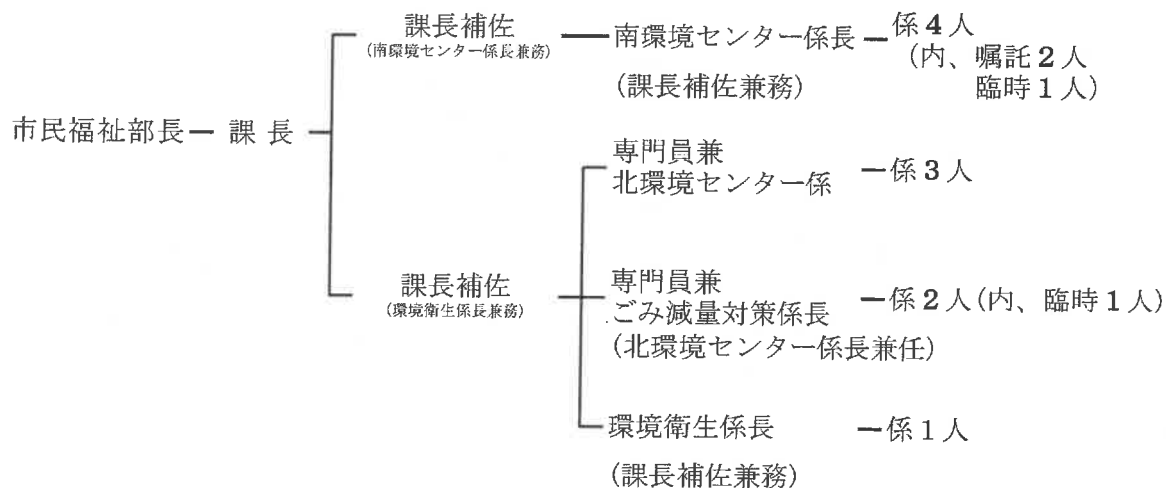 課長補佐
(南環境センター係長兼務)
南環境センター係長
(課長補佐兼務)
係4人
(内、嘱託2人
臨時1人)
市民福祉部長
課長
専門員兼
北環境センター係
係3人
課長補佐
(環境衛生係長兼務)
専門員兼
ごみ減量対策係長
(北環境センター係長兼任)
係2人(内、臨時1人)
環境衛生係長
(課長補佐兼務)
係1人